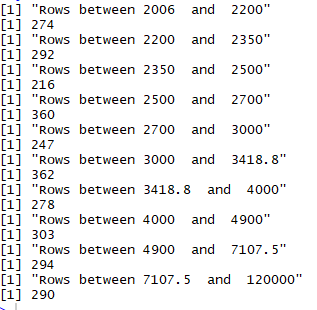 [1] "Rows between 2006  and  2200"
[1] 274
[1] "Rows between 2200  and  2350"
[1] 292
[1] "Rows between 2350  and  2500"
[1] 216
[1] "Rows between 2500  and  2700"
[1] 360
[1] "Rows between 2700  and  3000"
[1] 247
[1] "Rows between 3000  and  3418.8"
[1] 362
[1] "Rows between 3418.8  and  4000"
[1] 278
[1] "Rows between 4000  and  4900"
[1] 303
[1] "Rows between 4900  and  7107.5"
[1] 294
[1] "Rows between 7107.5  and  120000"
[1] 290
>